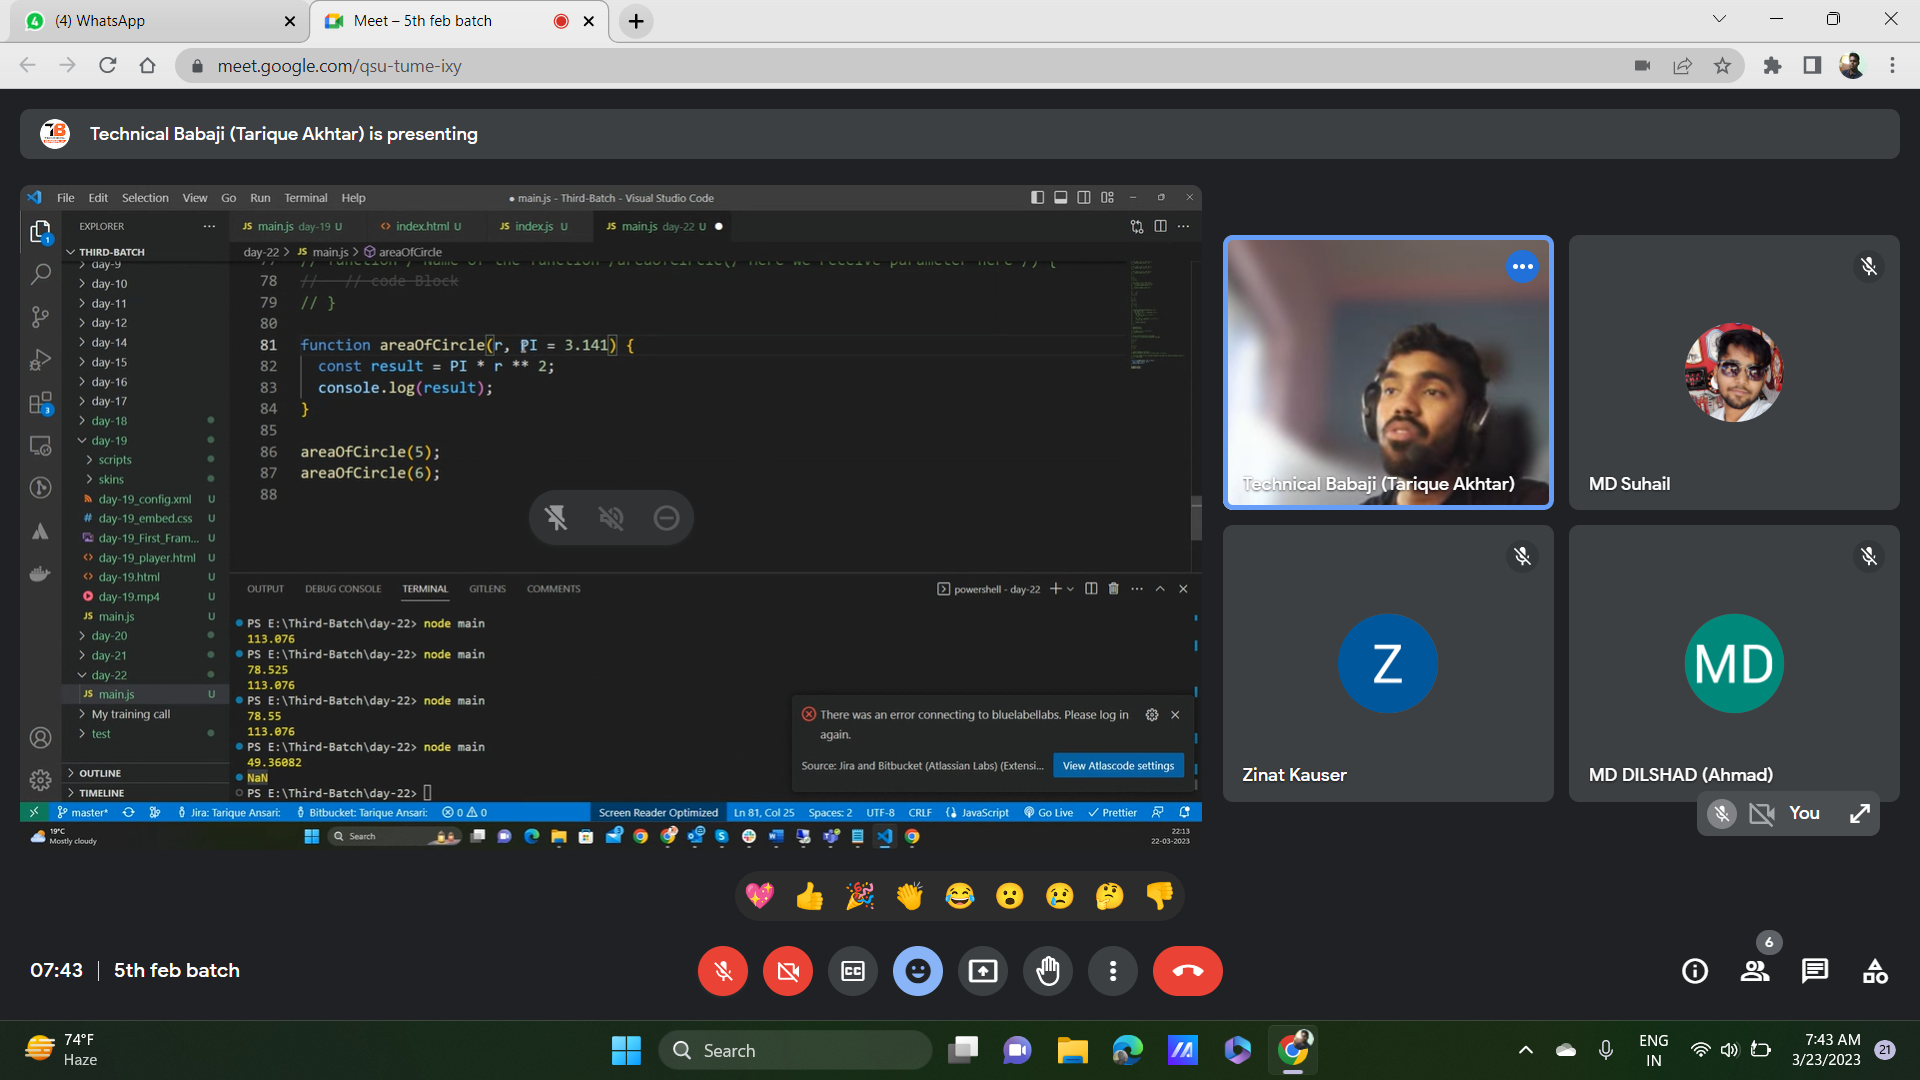 (4) WhatsApp
Meet – 5th feb batch
meet.google.com/qsu-tume-ixy
Technical Babaji (Tarique Akhtar) is presenting
File Edit Selection View Go Run Terminal Help
● main.js - Third-Batch - Visual Studio Code
EXPLORER
JS main.js day-19 U
<> index.html U
JS index.js U
JS main.js day-22 U
THIRD-BATCH
day-22 > JS main.js > areaOfCircle
day-9
day-10
day-11
day-12
day-14
day-15
day-16
day-17
day-18
day-19
scripts
skins
day-19_config.xml U
# day-19_embed.css U
day-19_First_Fram... U
<> day-19_player.html U
<> day-19.html U
day-19.mp4 U
JS main.js U
day-20
day-21
day-22
JS main.js U
My training call
test
OUTLINE
TIMELINE
78 // // code Block
79 // }
80
81 function areaOfCircle(r, PI = 3.141) {
82 const result = PI * r ** 2;
83 console.log(result);
84 }
85
86 areaOfCircle(5);
87 areaOfCircle(6);
88
OUTPUT DEBUG CONSOLE TERMINAL GITLENS COMMENTS
powershell - day-22
PS E:\Third-Batch\day-22> node main
113.076
PS E:\Third-Batch\day-22> node main
78.525
113.076
PS E:\Third-Batch\day-22> node main
78.55
113.076
PS E:\Third-Batch\day-22> node main
49.36082
NaN
PS E:\Third-Batch\day-22>
There was an error connecting to bluelabellabs. Please log in
again.
Source: Jira and Bitbucket (Atlassian Labs) (Extensi...
View Atlascode settings
master* Jira: Tarique Ansari: Bitbucket: Tarique Ansari: 0 0 Screen Reader Optimized Ln 81, Col 25 Spaces: 2 UTF-8 CRLF {} JavaScript Go Live Prettier
19°C
Mostly cloudy
Search
22:13
22-03-2023
Technical Babaji (Tarique Akhtar)
MD Suhail
Z
Zinat Kauser
MD
MD DILSHAD (Ahmad)
You
07:43 | 5th feb batch
6
74°F
Haze
Search
ENG
IN
7:43 AM
3/23/2023
21